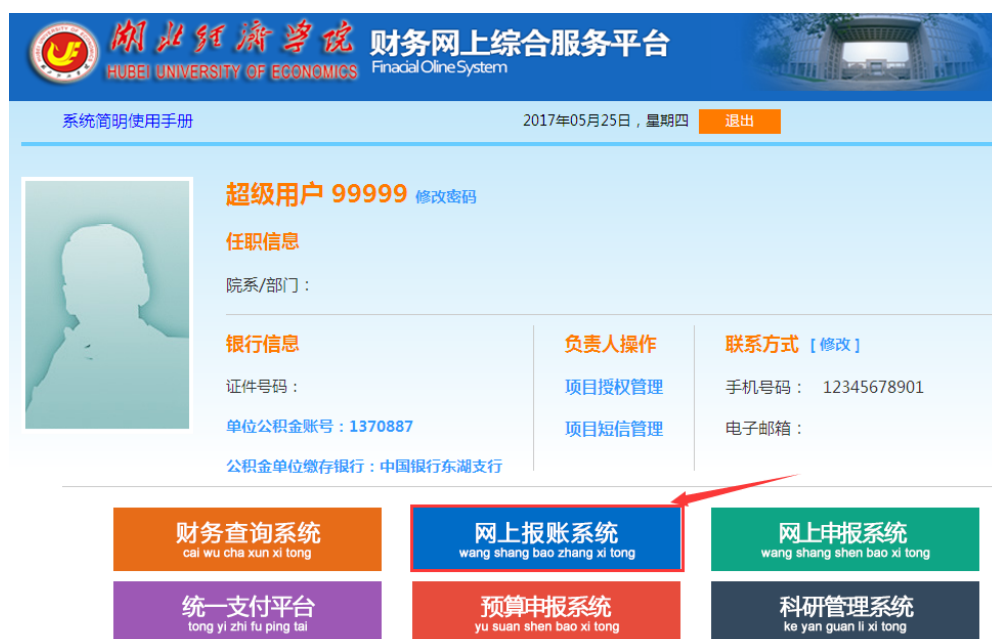 湖北经济学院
HUBEI UNIVERSITY OF ECONOMICS
财务网上综合服务平台
Finacial Oline System
系统简明使用手册
2017年05月25日，星期四
退出
超级用户 99999 修改密码
任职信息
院系/部门：
银行信息
证件号码：
单位公积金账号：1370887
公积金单位缴存银行：中国银行东湖支行
负责人操作
项目授权管理
项目短信管理
联系方式 [ 修改 ]
手机号码： 12345678901
电子邮箱：
财务查询系统
cai wu cha xun xi tong
网上报账系统
wang shang bao zhang xi tong
网上申报系统
wang shang shen bao xi tong
统一支付平台
tong yi zhi fu ping tai
预算申报系统
yu suan shen bao xi tong
科研管理系统
ke yan guan li xi tong